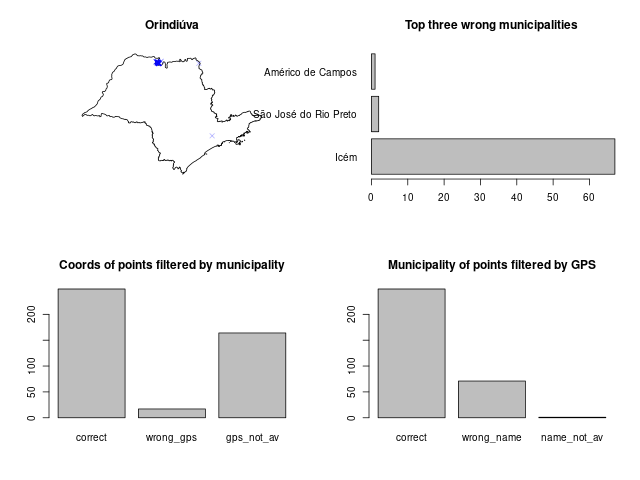 Orindiúva
Top three wrong municipalities
Américo de Campos
São José do Rio Preto
Icém
0 10 20 30 40 50 60
Coords of points filtered by municipality
200
100
50
0
correct wrong_gps gps_not_av
Municipality of points filtered by GPS
200
100
50
0
correct wrong_name name_not_av